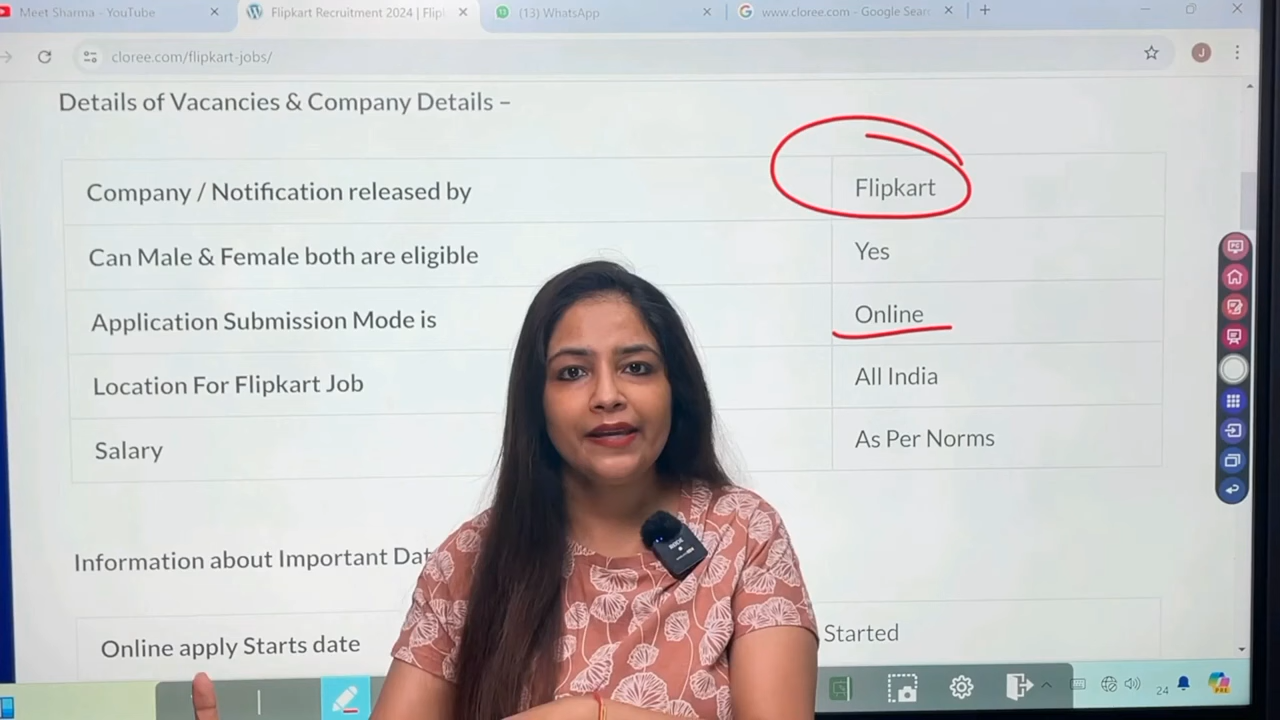 Meet Sharma - YouTube
Flipkart Recruitment 2024 | Flip
(13) WhatsApp
www.cloree.com - Google Sear
cloree.com/flipkart-jobs/
J
Details of Vacancies & Company Details –
Company / Notification released by Flipkart
Can Male & Female both are eligible Yes
Application Submission Mode is Online
Location For Flipkart Job All India
Salary As Per Norms
Information about Important Dat
Online apply Starts date Started
24